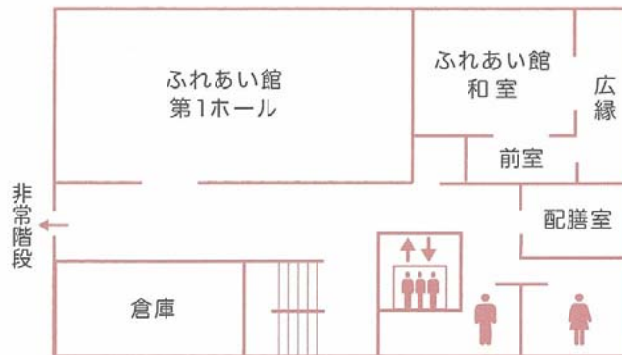 ふれあい館
第1ホール
ふれあい館
和室
広縁
前室
配膳室
非常階段
倉庫